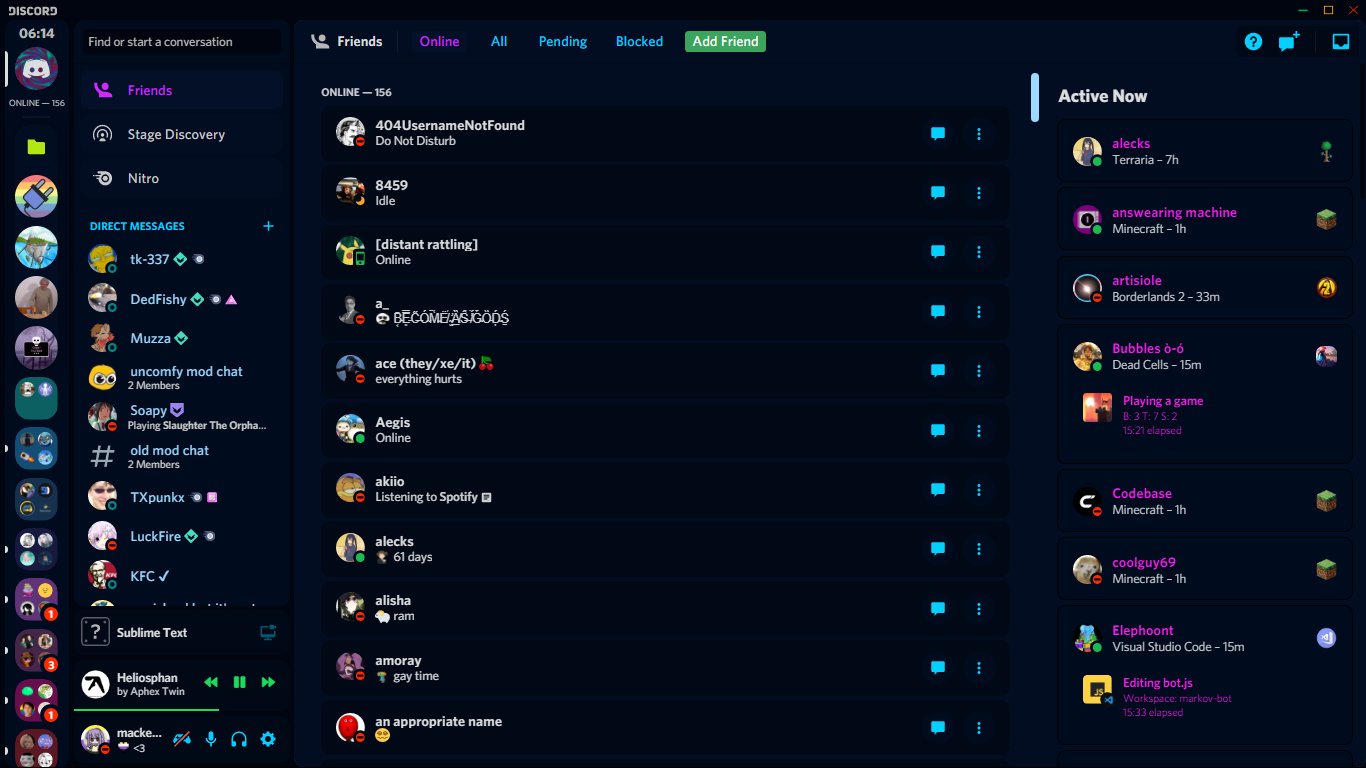 DISCORD
06:14
ONLINE — 156
Find or start a conversation
Friends
Stage Discovery
Nitro
DIRECT MESSAGES
tk-337
DedFishy
Muzza
uncomfy mod chat
2 Members
Soapy
Playing Slaughter The Orpha...
old mod chat
2 Members
TXpunkx
LuckFire
KFC ✓
Sublime Text
Heliosphan
by Aphex Twin
macke...
<3
1
3
1
Friends
Online
All
Pending
Blocked
Add Friend
ONLINE — 156
404UsernameNotFound
Do Not Disturb
8459
Idle
[distant rattling]
Online
a_
BECOME/AS/GODS
ace (they/xe/it) 🍒
everything hurts
Aegis
Online
akiio
Listening to Spotify
alecks
61 days
alisha
ram
amoray
gay time
an appropriate name
😔
Active Now
alecks
Terraria – 7h
answearing machine
Minecraft – 1h
artisiole
Borderlands 2 – 33m
Bubbles ò-ó
Dead Cells – 15m
Playing a game
B: 3 T: 7 S: 2
15:21 elapsed
Codebase
Minecraft – 1h
coolguy69
Minecraft – 1h
Elephoont
Visual Studio Code – 15m
JS
Editing bot.js
Workspace: markov-bot
15:33 elapsed